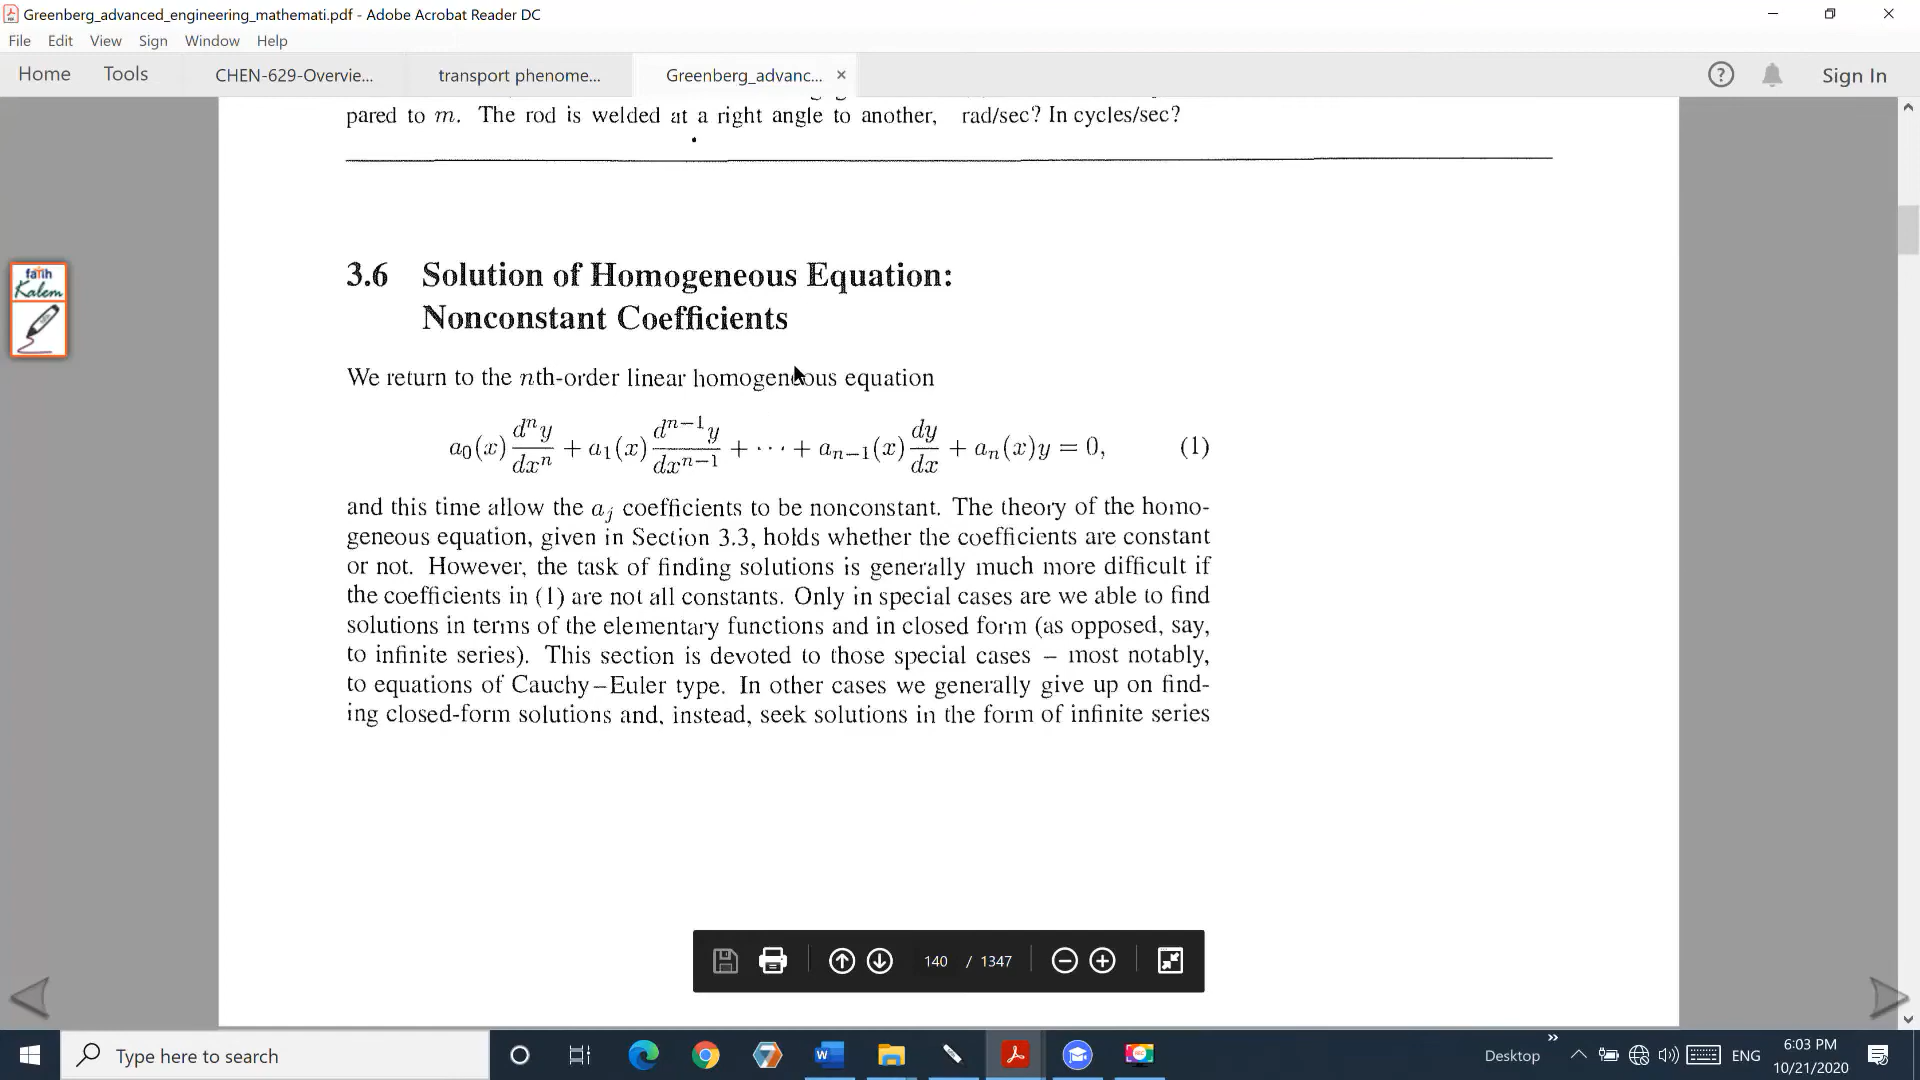 Greenberg_advanced_engineering_mathemati.pdf - Adobe Acrobat Reader DC
File Edit View Sign Window Help
Home Tools CHEN-629-Overvie... transport phenome... Greenberg_advanc... × Sign In
pared to m. The rod is welded at a right angle to another, rad/sec? In cycles/sec?
3.6 Solution of Homogeneous Equation:
Nonconstant Coefficients
fatih
Kalem
We return to the nth-order linear homogeneous equation
a₀(x) dⁿy/dxⁿ + a₁(x) dⁿ⁻¹y/dxⁿ⁻¹ + ··· + aₙ₋₁(x) dy/dx + aₙ(x)y = 0, (1)
and this time allow the aⱼ coefficients to be nonconstant. The theory of the homo-
geneous equation, given in Section 3.3, holds whether the coefficients are constant
or not. However, the task of finding solutions is generally much more difficult if
the coefficients in (1) are not all constants. Only in special cases are we able to find
solutions in terms of the elementary functions and in closed form (as opposed, say,
to infinite series). This section is devoted to those special cases – most notably,
to equations of Cauchy–Euler type. In other cases we generally give up on find-
ing closed-form solutions and, instead, seek solutions in the form of infinite series
140 / 1347
Type here to search
Desktop » ENG
6:03 PM
10/21/2020